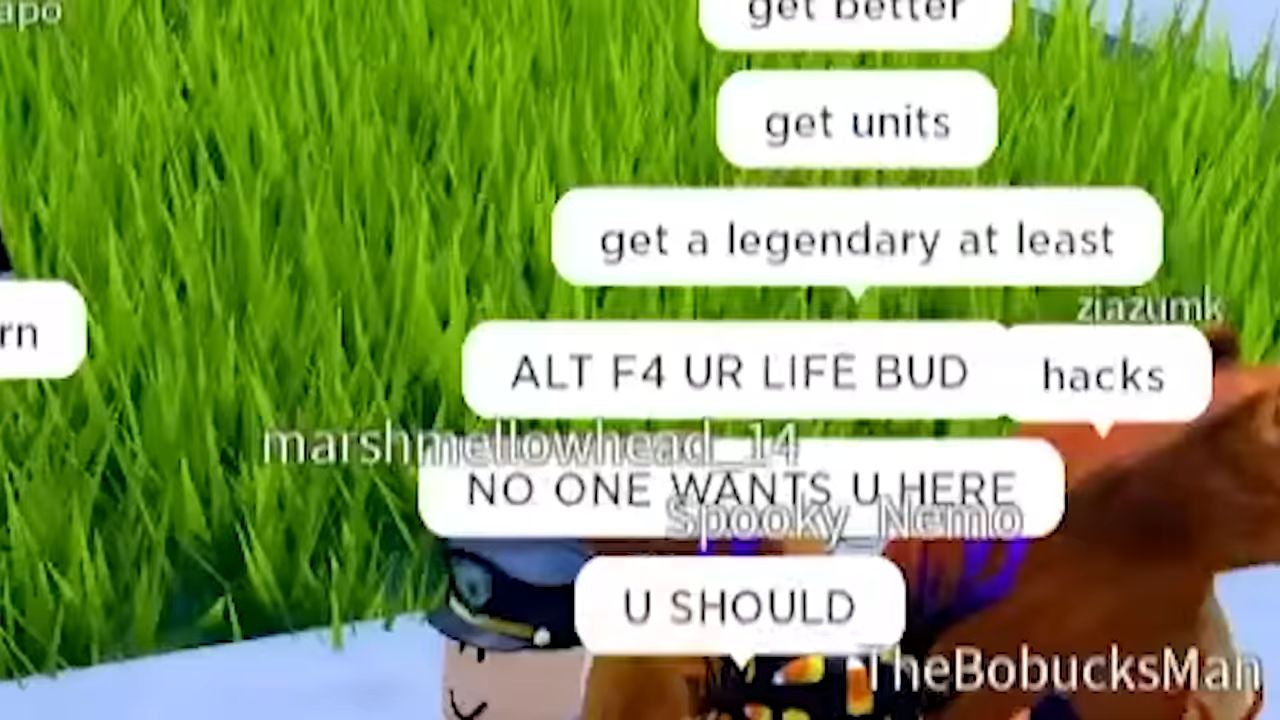 apo
get better
get units
get a legendary at least
ziazumk
rn
ALT F4 UR LIFE BUD
hacks
marshmellowhead_14
NO ONE WANTS U HERE
Spooky_Nemo
U SHOULD
TheBobucksMan